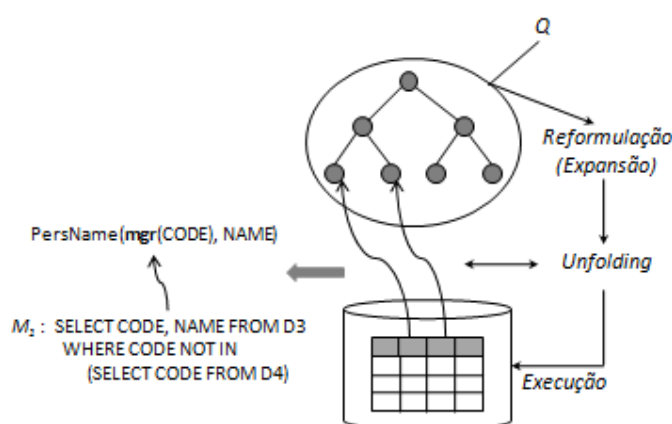 Q
Reformulação
(Expansão)
PersName(mgr(CODE), NAME)
Unfolding
M₂ : SELECT CODE, NAME FROM D3
WHERE CODE NOT IN
(SELECT CODE FROM D4)
Execução